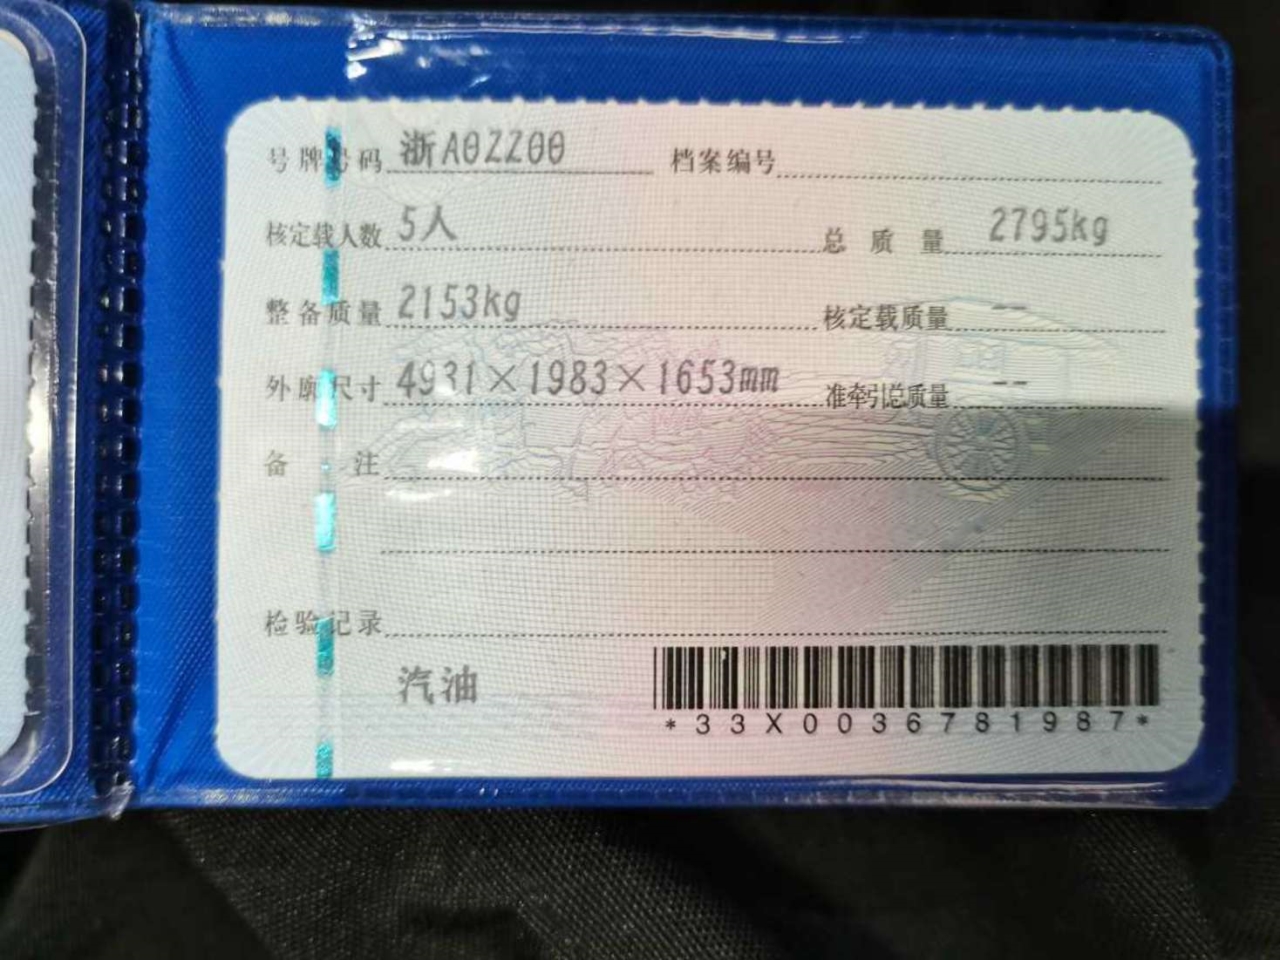 号牌号码 浙A0ZZ00 档案编号
核定载人数 5人 总质量 2795kg
整备质量 2153kg 核定载质量 --
外廓尺寸 4931×1983×1653mm 准牵引总质量 --
备注
检验记录
汽油
*33X0036781987*